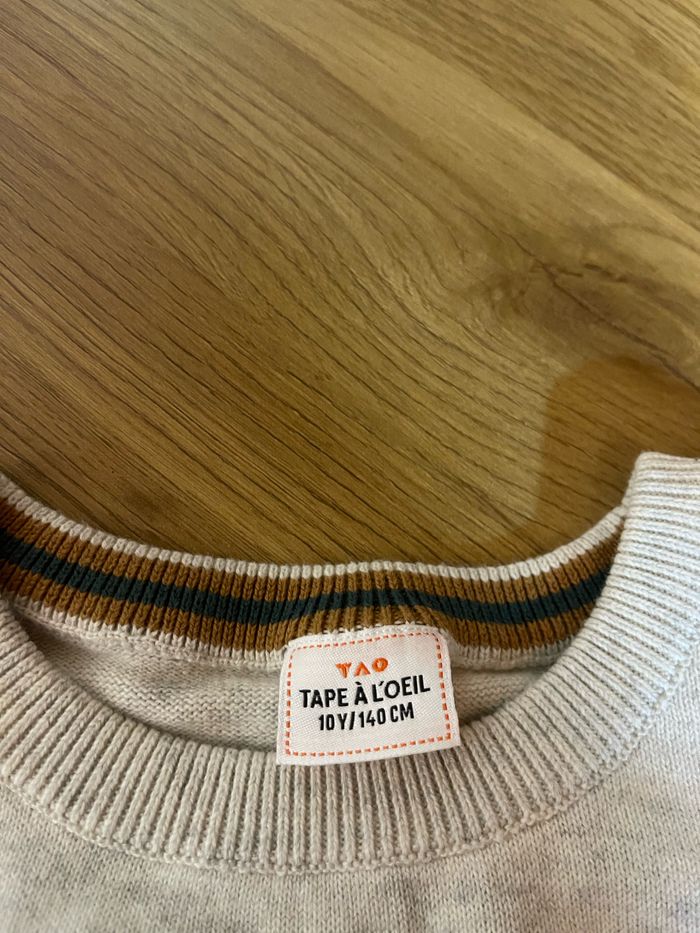 TAO
TAPE À L'OEIL
10Y/140 CM